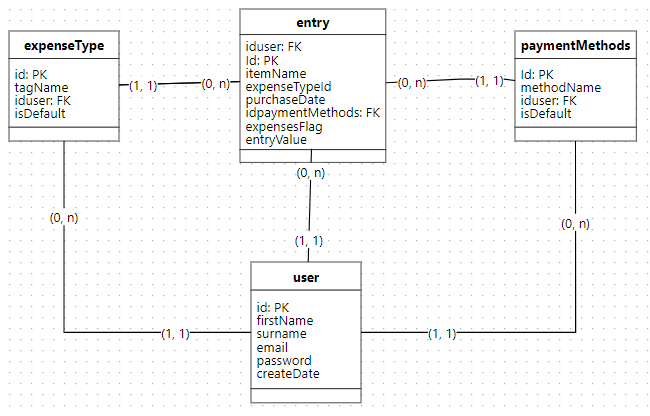 entry
iduser: FK
Id: PK
itemName
expenseTypeId
purchaseDate
idpaymentMethods: FK
expensesFlag
entryValue
expenseType
id: PK
tagName
iduser: FK
isDefault
paymentMethods
Id: PK
methodName
iduser: FK
isDefault
(1, 1)
(0, n)
(0, n)
(1, 1)
(0, n)
(0, n)
(0, n)
(1, 1)
user
id: PK
firstName
surname
email
password
createDate
(1, 1)
(1, 1)